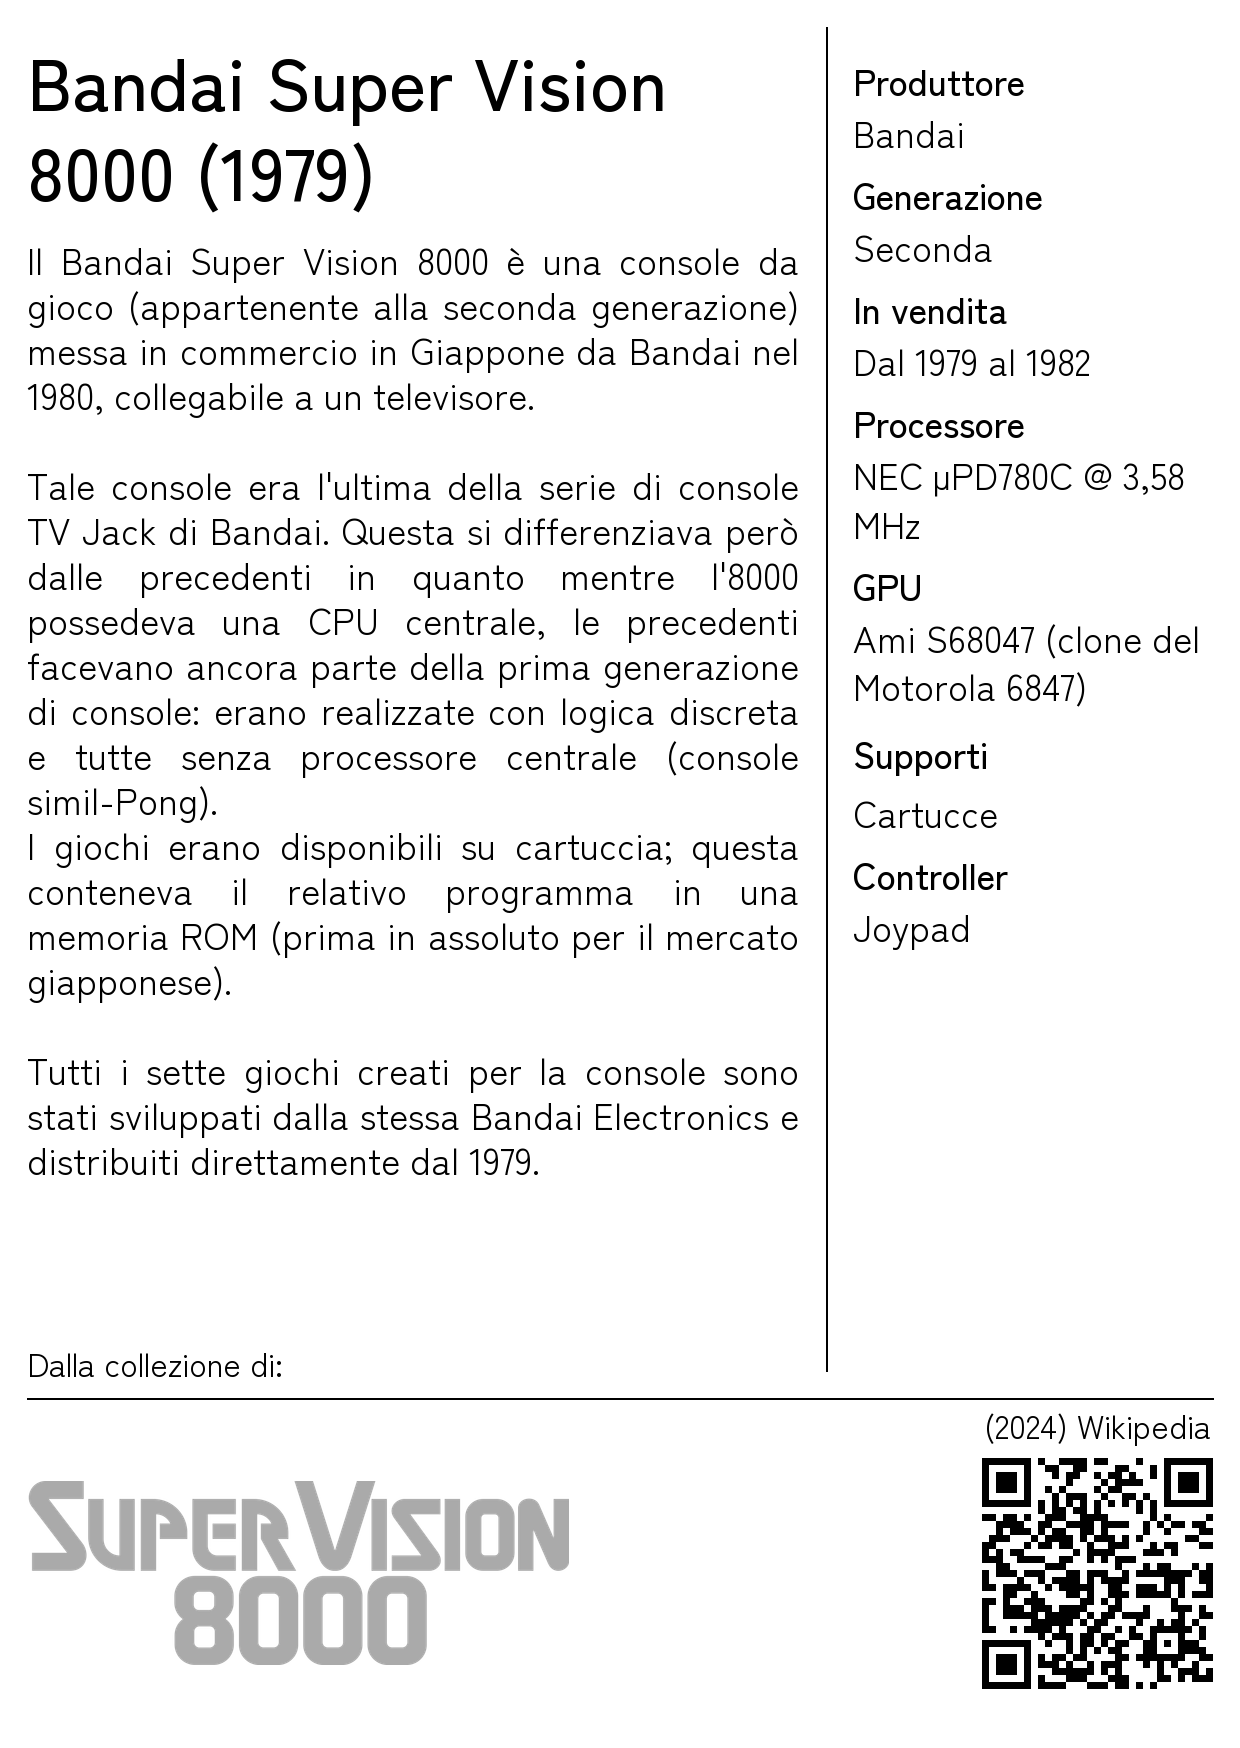 Bandai Super Vision
8000 (1979)
Il Bandai Super Vision 8000 è una console da
gioco (appartenente alla seconda generazione)
messa in commercio in Giappone da Bandai nel
1980, collegabile a un televisore.
Tale console era l'ultima della serie di console
TV Jack di Bandai. Questa si differenziava però
dalle precedenti in quanto mentre l'8000
possedeva una CPU centrale, le precedenti
facevano ancora parte della prima generazione
di console: erano realizzate con logica discreta
e tutte senza processore centrale (console
simil-Pong).
I giochi erano disponibili su cartuccia; questa
conteneva il relativo programma in una
memoria ROM (prima in assoluto per il mercato
giapponese).
Tutti i sette giochi creati per la console sono
stati sviluppati dalla stessa Bandai Electronics e
distribuiti direttamente dal 1979.
Dalla collezione di:
Produttore
Bandai
Generazione
Seconda
In vendita
Dal 1979 al 1982
Processore
NEC µPD780C @ 3,58
MHz
GPU
Ami S68047 (clone del
Motorola 6847)
Supporti
Cartucce
Controller
Joypad
(2024) Wikipedia
SUPER VISION
8000